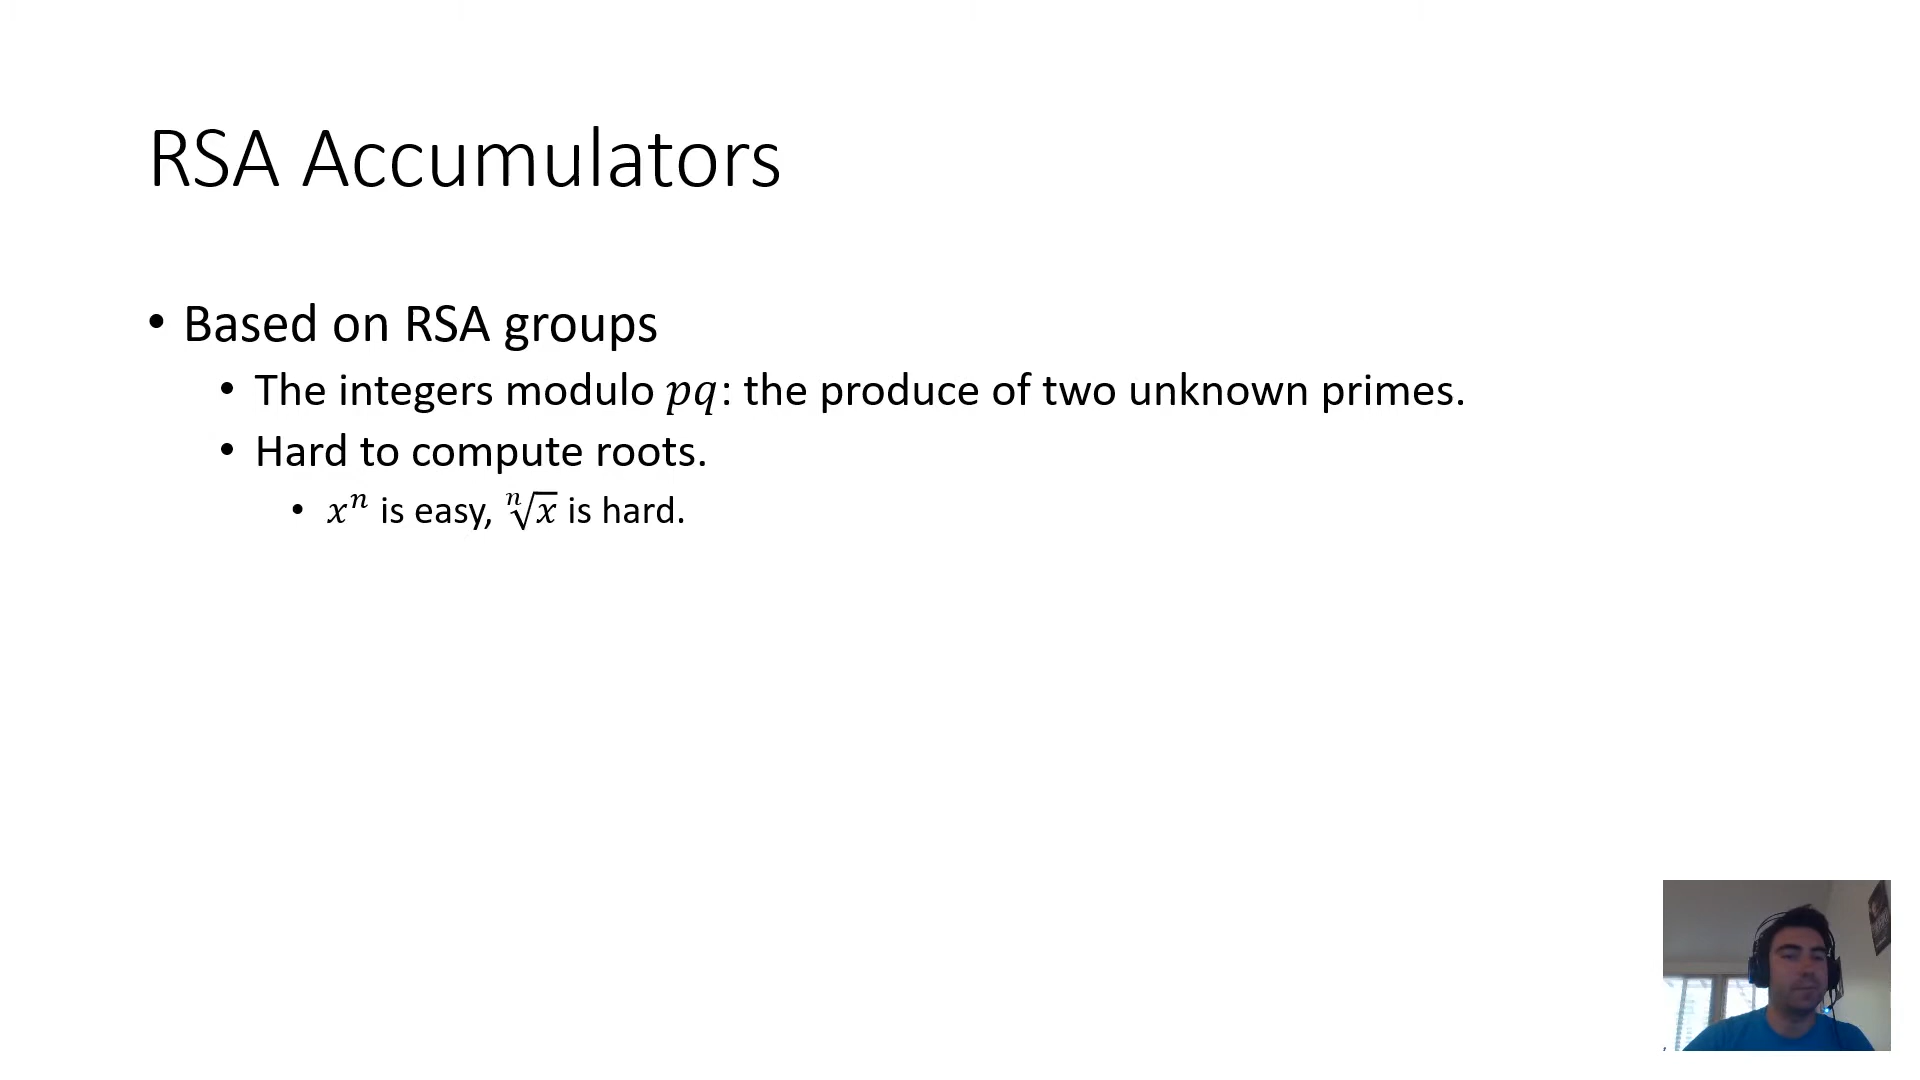 RSA Accumulators
• Based on RSA groups
• The integers modulo 𝑝𝑞: the produce of two unknown primes.
• Hard to compute roots.
• 𝑥ⁿ is easy, ⁿ√𝑥 is hard.